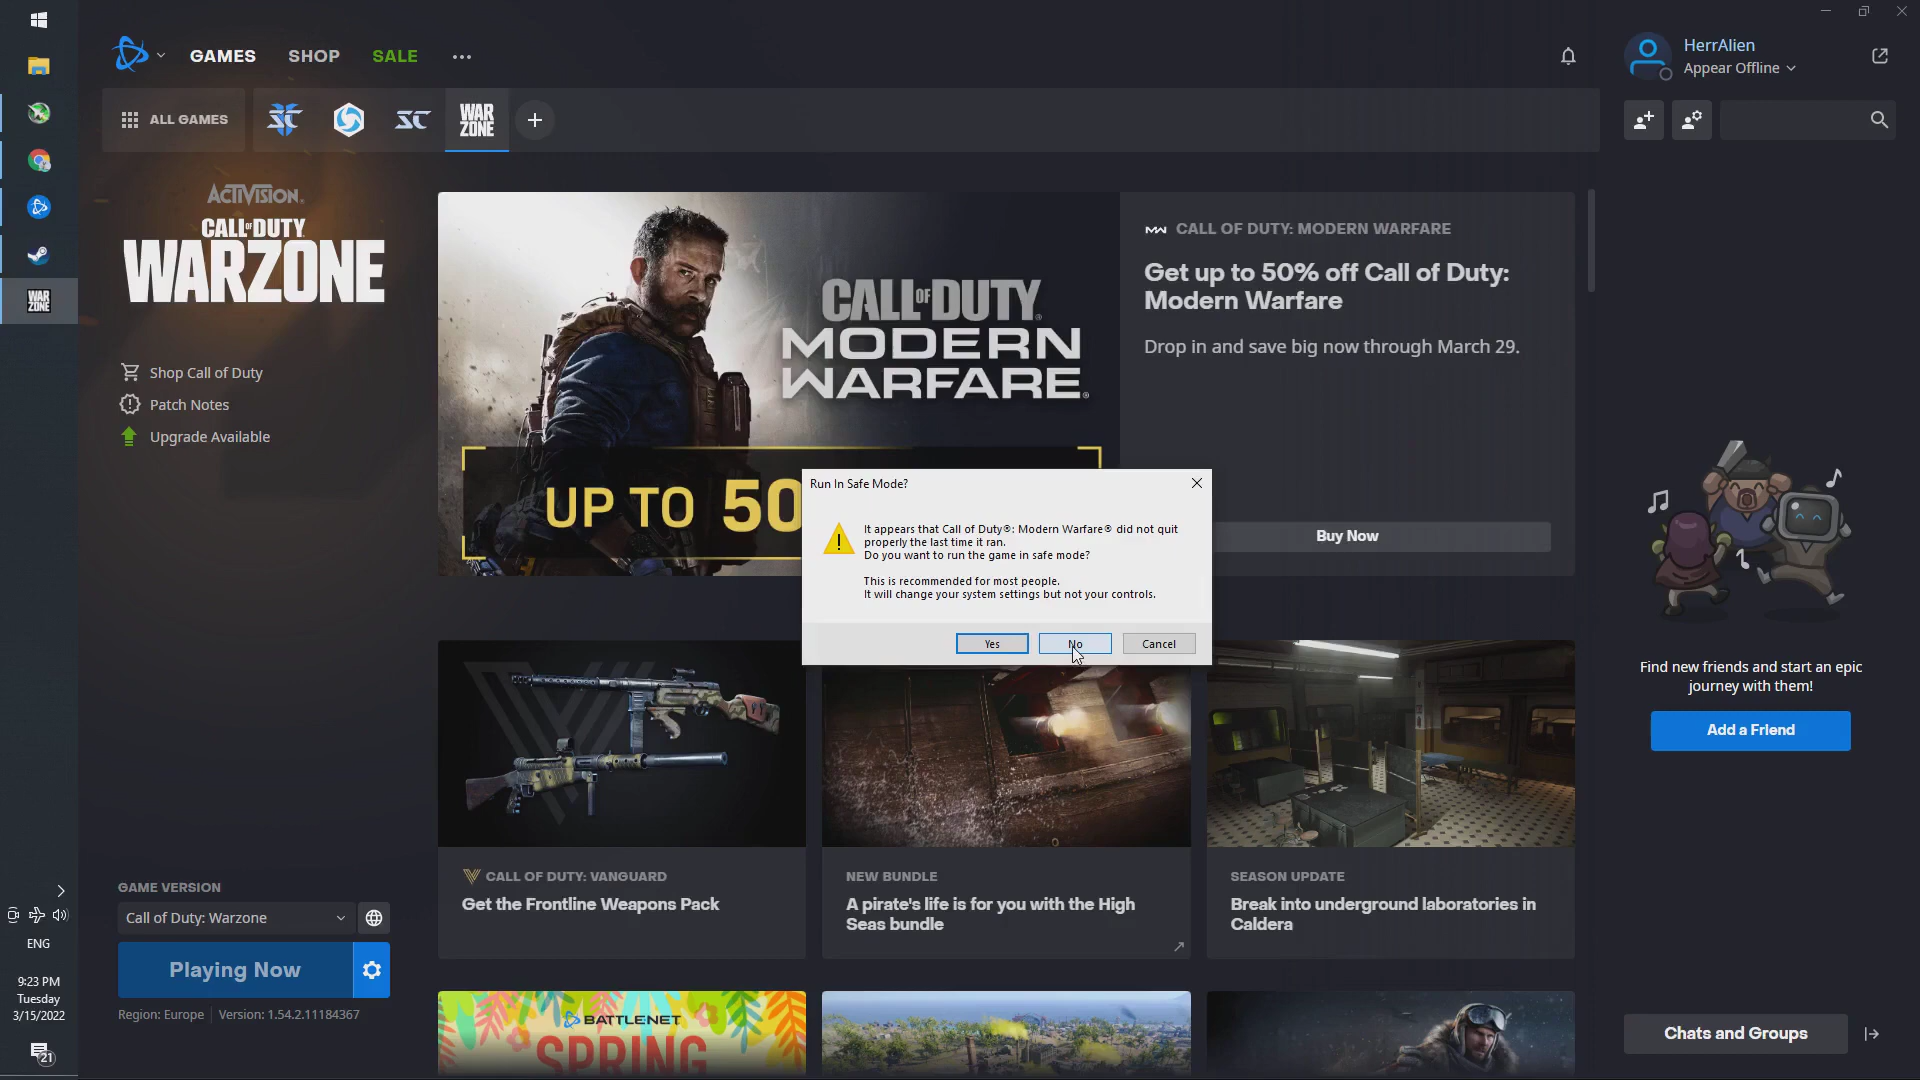 GAMES
SHOP
SALE
HerrAlien
Appear Offline
ALL GAMES
WAR
ZONE
WAR
ZONE
ACTIVISION
CALL OF DUTY
WARZONE
Shop Call of Duty
Patch Notes
Upgrade Available
CALL OF DUTY
MODERN
WARFARE
UP TO 50
CALL OF DUTY: MODERN WARFARE
Get up to 50% off Call of Duty:
Modern Warfare
Drop in and save big now through March 29.
Buy Now
Run In Safe Mode?
It appears that Call of Duty®: Modern Warfare® did not quit
properly the last time it ran.
Do you want to run the game in safe mode?
This is recommended for most people.
It will change your system settings but not your controls.
Yes
No
Cancel
CALL OF DUTY: VANGUARD
Get the Frontline Weapons Pack
NEW BUNDLE
A pirate's life is for you with the High
Seas bundle
SEASON UPDATE
Break into underground laboratories in
Caldera
BATTLENET
SPRING
Find new friends and start an epic
journey with them!
Add a Friend
Chats and Groups
GAME VERSION
Call of Duty: Warzone
Playing Now
Region: Europe
Version: 1.54.2.11184367
ENG
9:23 PM
Tuesday
3/15/2022
21